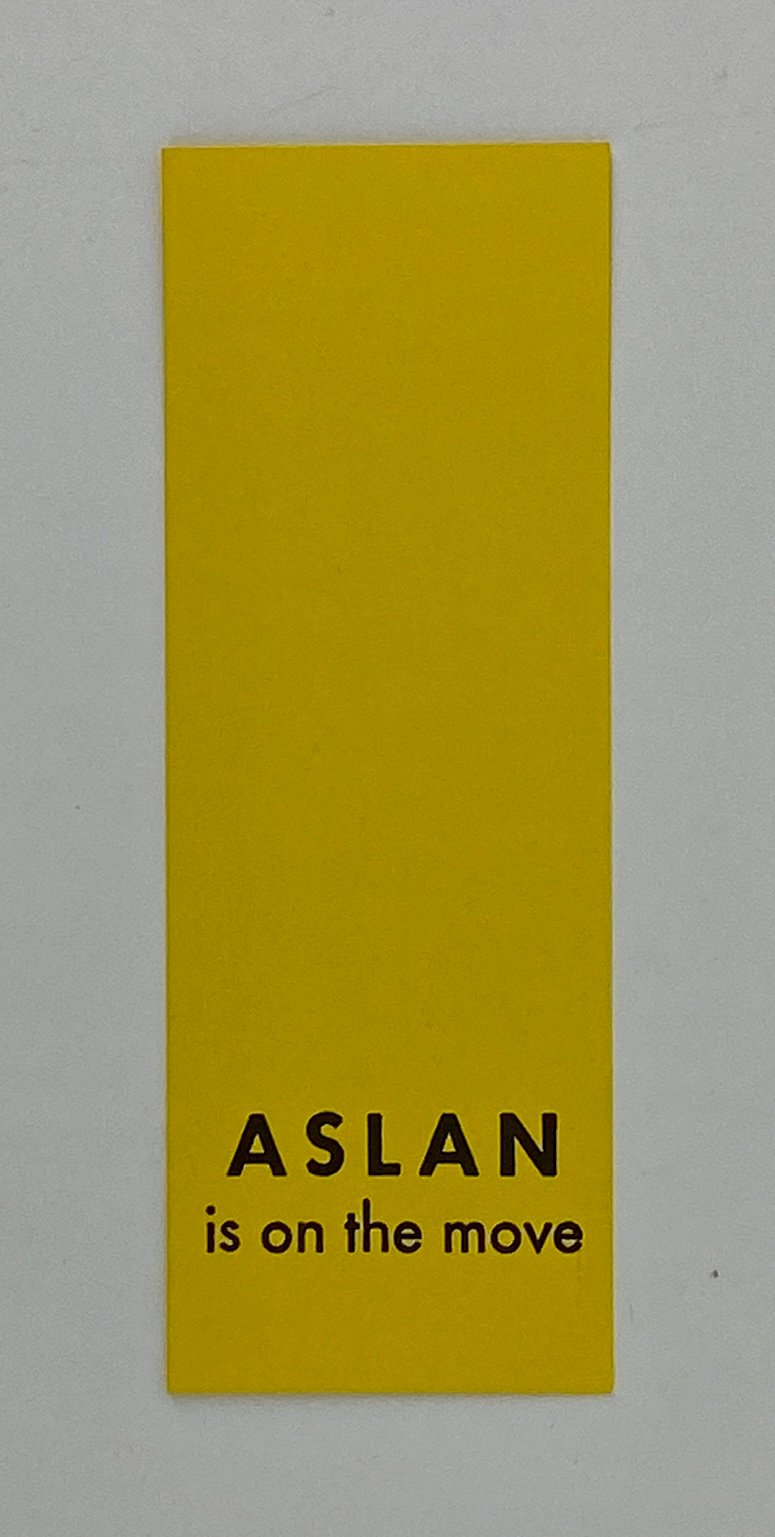 ASLAN
is on the move